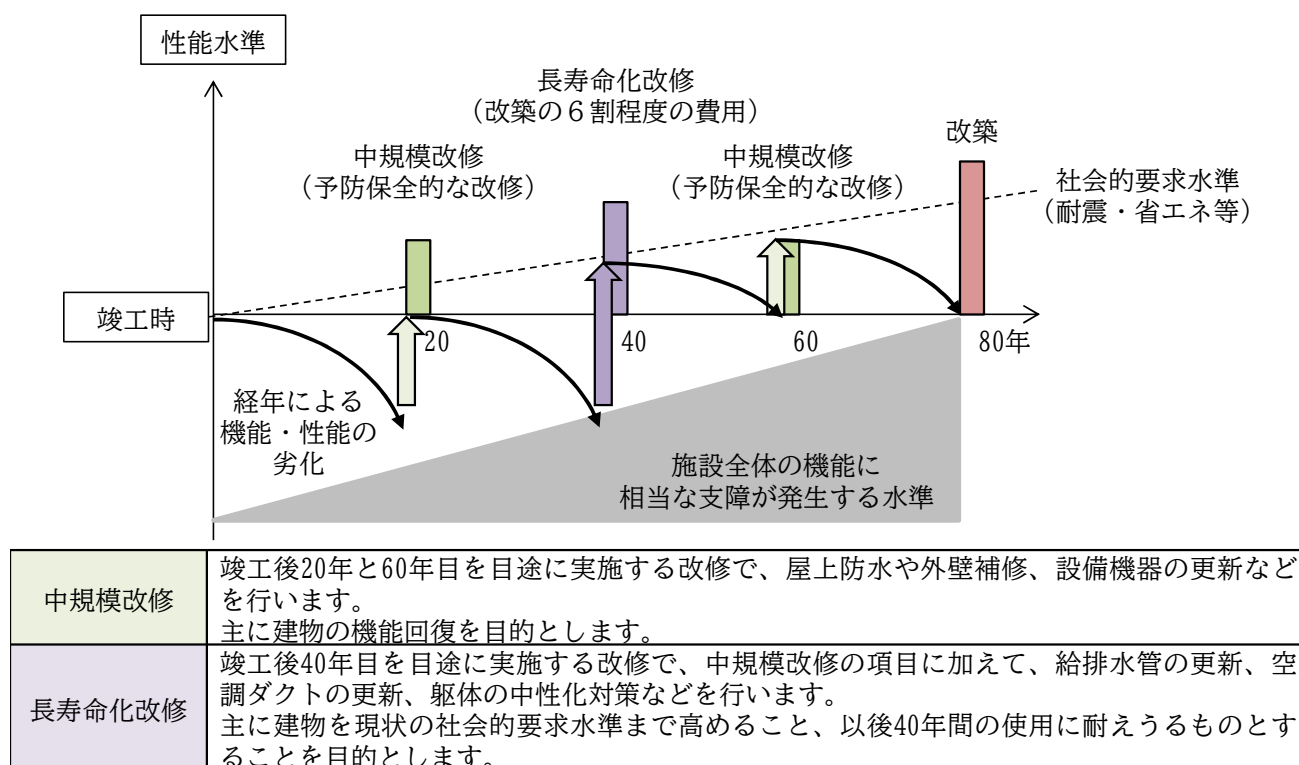 性能水準
長寿命化改修
（改築の６割程度の費用）
改築
中規模改修
（予防保全的な改修）
中規模改修
（予防保全的な改修）
社会的要求水準
（耐震・省エネ等）
竣工時
20
40
60
80年
経年による
機能・性能の
劣化
施設全体の機能に
相当な支障が発生する水準
中規模改修
竣工後20年と60年目を目途に実施する改修で、屋上防水や外壁補修、設備機器の更新など
を行います。
主に建物の機能回復を目的とします。
長寿命化改修
竣工後40年目を目途に実施する改修で、中規模改修の項目に加えて、給排水管の更新、空
調ダクトの更新、躯体の中性化対策などを行います。
主に建物を現状の社会的要求水準まで高めること、以後40年間の使用に耐えうるものとす
ることを目的とします。